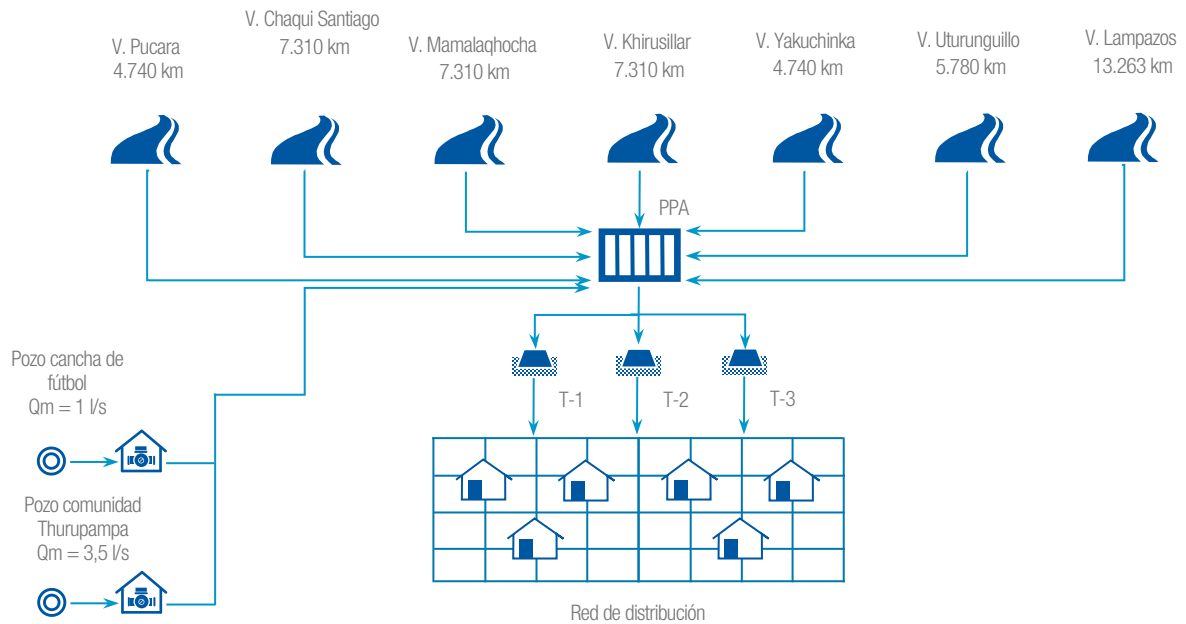 V. Pucara
4.740 km
V. Chaqui Santiago
7.310 km
V. Mamalaqhocha
7.310 km
V. Khirusillar
7.310 km
V. Yakuchinka
4.740 km
V. Uturunguillo
5.780 km
V. Lampazos
13.263 km
PPA
T-1
T-2
T-3
Pozo cancha de
fútbol
Qm = 1 l/s
Pozo comunidad
Thurupampa
Qm = 3,5 l/s
Red de distribución